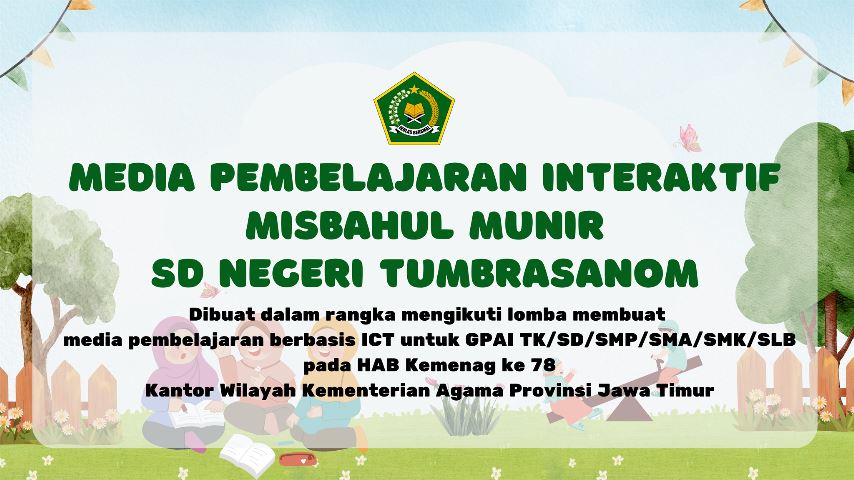 MEDIA PEMBELAJARAN INTERAKTIF
MISBAHUL MUNIR
SD NEGERI TUMBRASANOM
Dibuat dalam rangka mengikuti lomba membuat
media pembelajaran berbasis ICT untuk GPAI TK/SD/SMP/SMA/SMK/SLB
pada HAB Kemenag ke 78
Kantor Wilayah Kementerian Agama Provinsi Jawa Timur